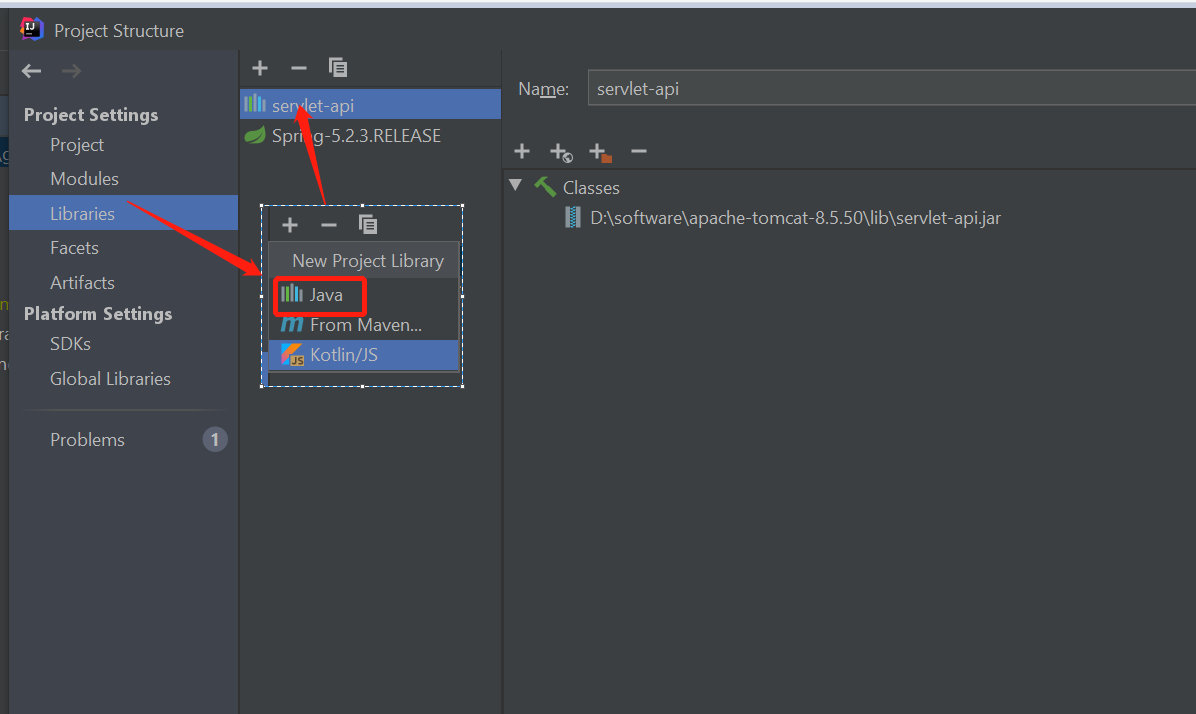 Project Structure
Project Settings
Project
Modules
Libraries
Facets
Artifacts
Platform Settings
SDKs
Global Libraries
Problems 1
servlet-api
Spring-5.2.3.RELEASE
New Project Library
Java
From Maven...
Kotlin/JS
Name: servlet-api
Classes
D:\software\apache-tomcat-8.5.50\lib\servlet-api.jar